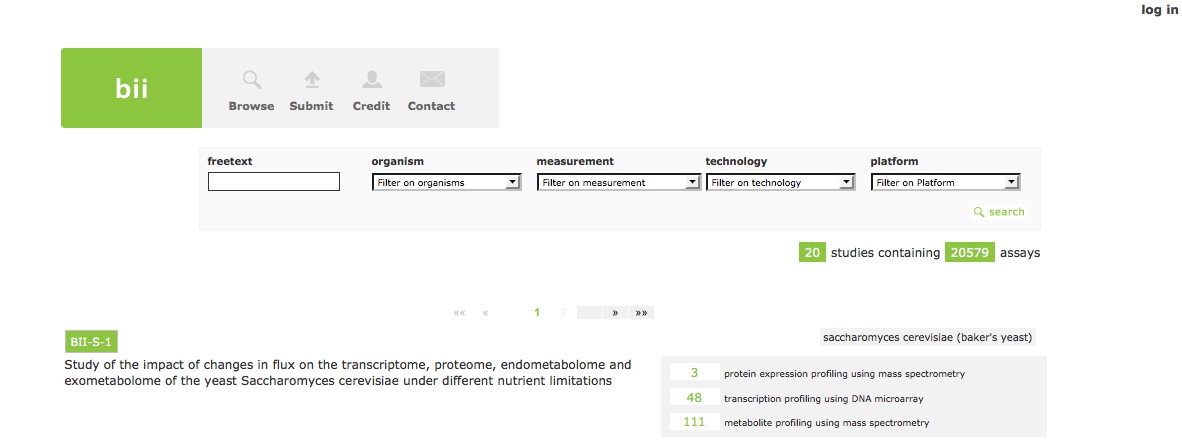 log in
bii
Browse Submit Credit Contact
freetext organism measurement technology platform
Filter on organisms Filter on measurement Filter on technology Filter on Platform
search
20 studies containing 20579 assays
«« « 1 2 » »»
BII-S-1
saccharomyces cerevisiae (baker's yeast)
Study of the impact of changes in flux on the transcriptome, proteome, endometabolome and
exometabolome of the yeast Saccharomyces cerevisiae under different nutrient limitations
3 protein expression profiling using mass spectrometry
48 transcription profiling using DNA microarray
111 metabolite profiling using mass spectrometry